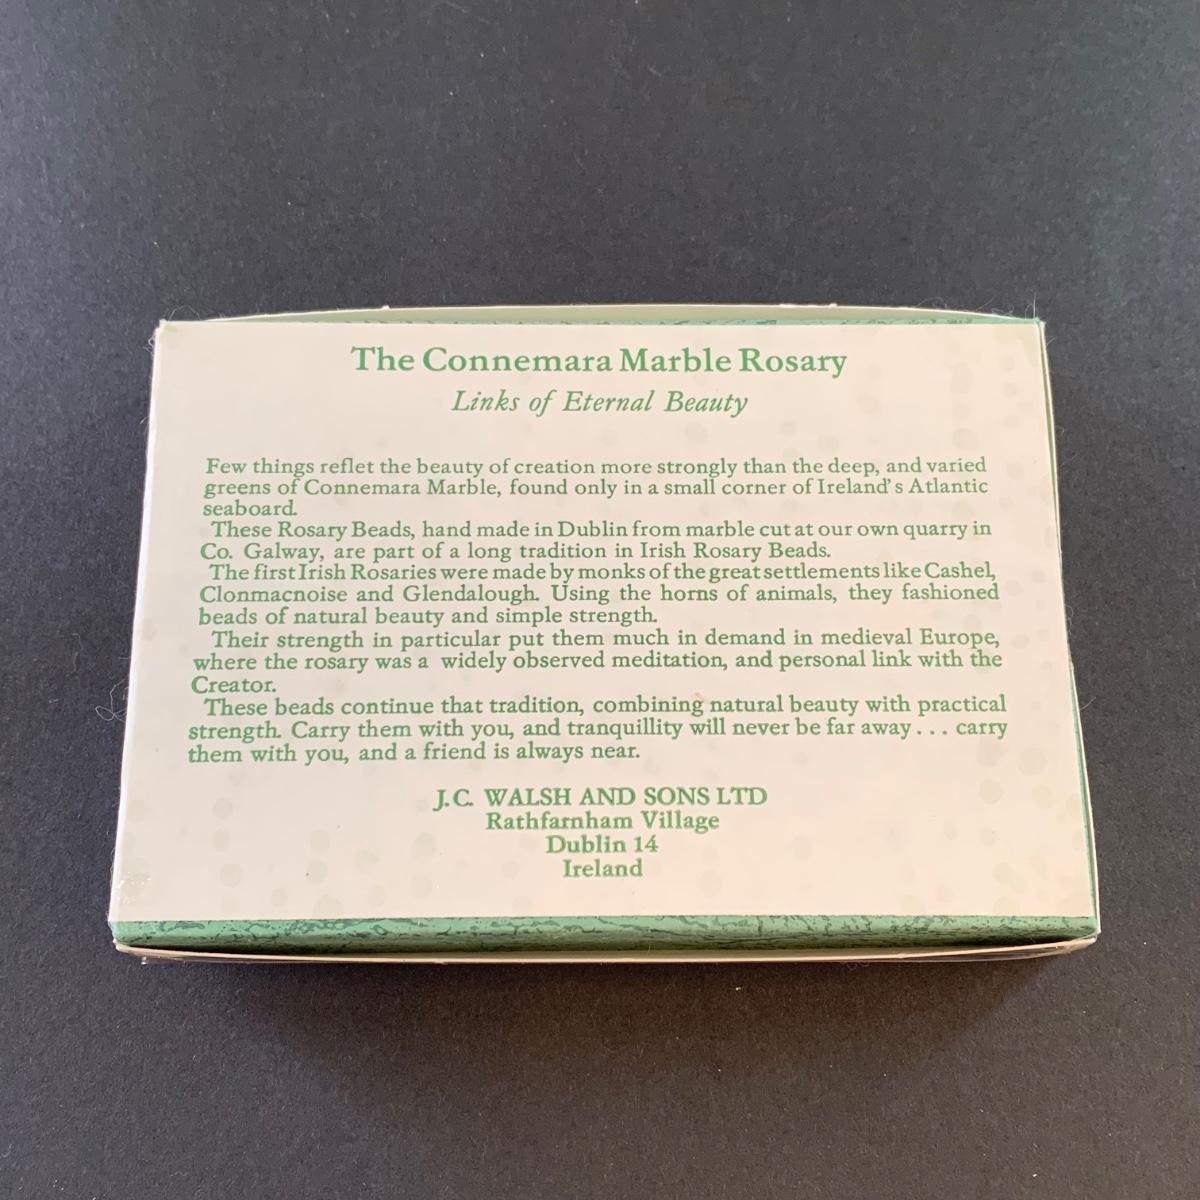 The Connemara Marble Rosary
Links of Eternal Beauty
Few things reflet the beauty of creation more strongly than the deep, and varied
greens of Connemara Marble, found only in a small corner of Ireland's Atlantic
seaboard.
These Rosary Beads, hand made in Dublin from marble cut at our own quarry in
Co. Galway, are part of a long tradition in Irish Rosary Beads.
The first Irish Rosaries were made by monks of the great settlements like Cashel,
Clonmacnoise and Glendalough. Using the horns of animals, they fashioned
beads of natural beauty and simple strength.
Their strength in particular put them much in demand in medieval Europe,
where the rosary was a widely observed meditation, and personal link with the
Creator.
These beads continue that tradition, combining natural beauty with practical
strength. Carry them with you, and tranquillity will never be far away . . . carry
them with you, and a friend is always near.
J.C. WALSH AND SONS LTD
Rathfarnham Village
Dublin 14
Ireland